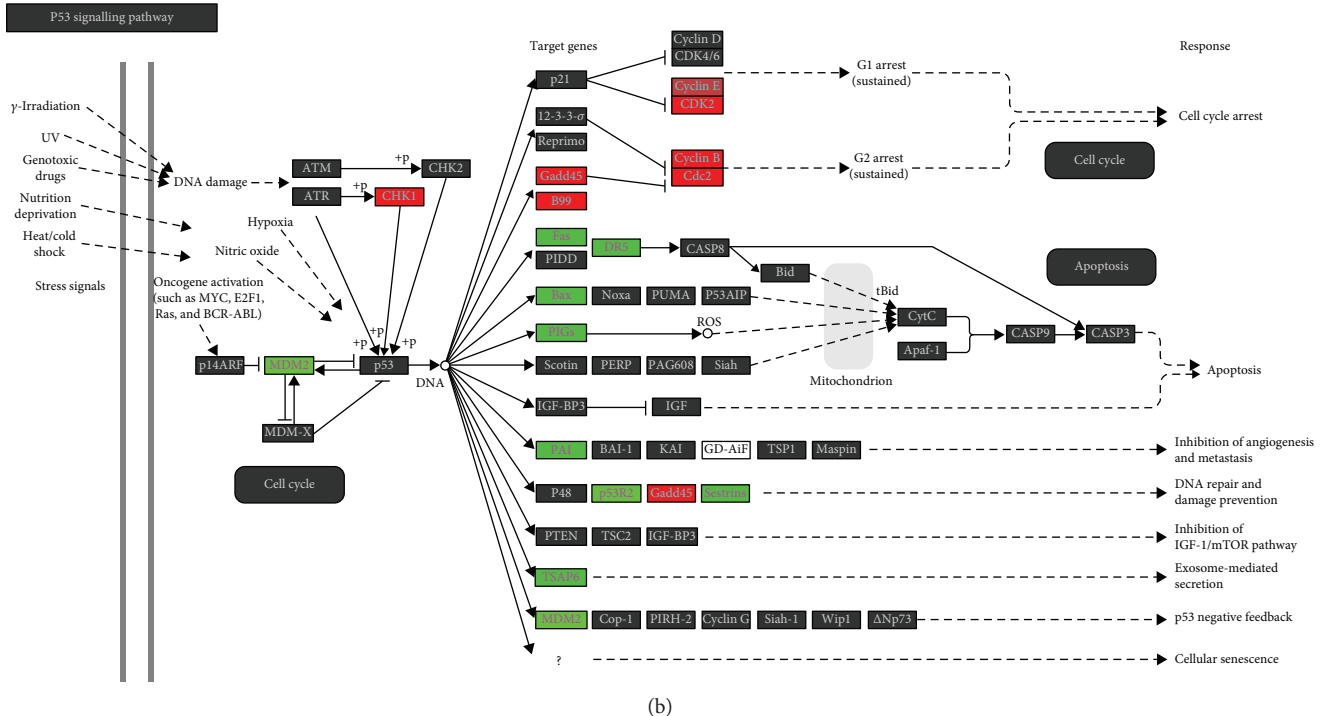 P53 signalling pathway
Target genes
Response
Cyclin D
CDK4/6
p21
G1 arrest
(sustained)
Cyclin E
CDK2
γ-Irradiation
UV
Genotoxic
drugs
Nutrition
deprivation
Heat/cold
shock
Stress signals
DNA damage
ATM
+p
CHK2
ATR
+p
CHK1
Hypoxia
Nitric oxide
Oncogene activation
(such as MYC, E2F1,
Ras, and BCR-ABL)
+p
+p
+p
p14ARF
MDM2
p53
DNA
MDM-X
Cell cycle
12-3-3-σ
Reprimo
Gadd45
B99
Cyclin B
Cdc2
G2 arrest
(sustained)
Cell cycle arrest
Cell cycle
Fas
PIDD
DR5
CASP8
Bid
tBid
Apoptosis
Bax
Noxa
PUMA
P53AIP
CytC
CASP9
CASP3
Apaf-1
PIGs
ROS
Scotin
PERP
PAG608
Siah
Mitochondrion
Apoptosis
IGF-BP3
IGF
PAI
BAI-1
KAI
GD-AiF
TSP1
Maspin
Inhibition of angiogenesis
and metastasis
P48
p53R2
Gadd45
Sestrins
DNA repair and
damage prevention
PTEN
TSC2
IGF-BP3
Inhibition of
IGF-1/mTOR pathway
TSAP6
Exosome-mediated
secretion
MDM2
Cop-1
PIRH-2
Cyclin G
Siah-1
Wip1
ΔNp73
p53 negative feedback
?
Cellular senescence
(b)